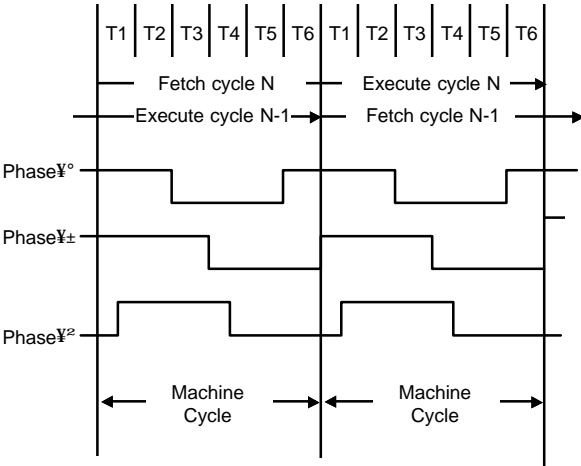 T1 T2 T3 T4 T5 T6 T1 T2 T3 T4 T5 T6
Fetch cycle N Execute cycle N
Execute cycle N-1 Fetch cycle N-1
Phase¥°
Phase¥±
Phase¥²
Machine Machine
Cycle Cycle